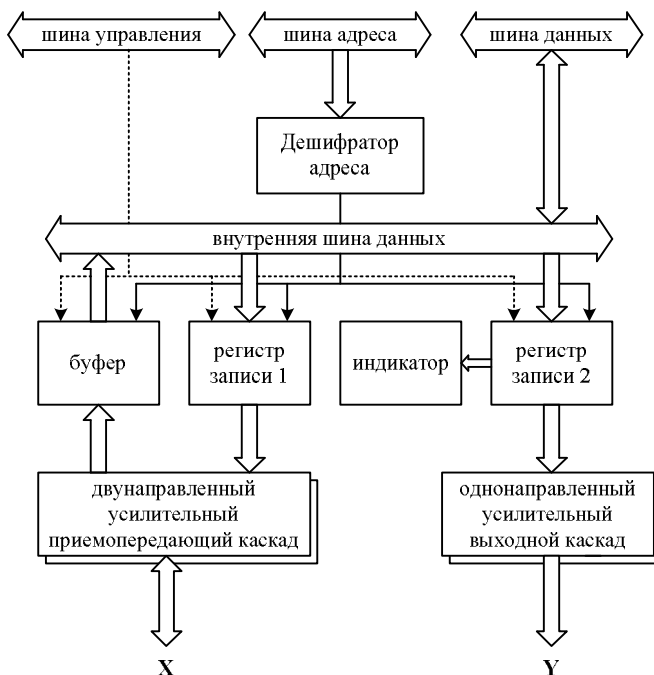 шина управления
шина адреса
шина данных
Дешифратор
адреса
внутренняя шина данных
буфер
регистр
записи 1
индикатор
регистр
записи 2
двунаправленный
усилительный
приемопередающий каскад
однонаправленный
усилительный
выходной каскад
X
Y